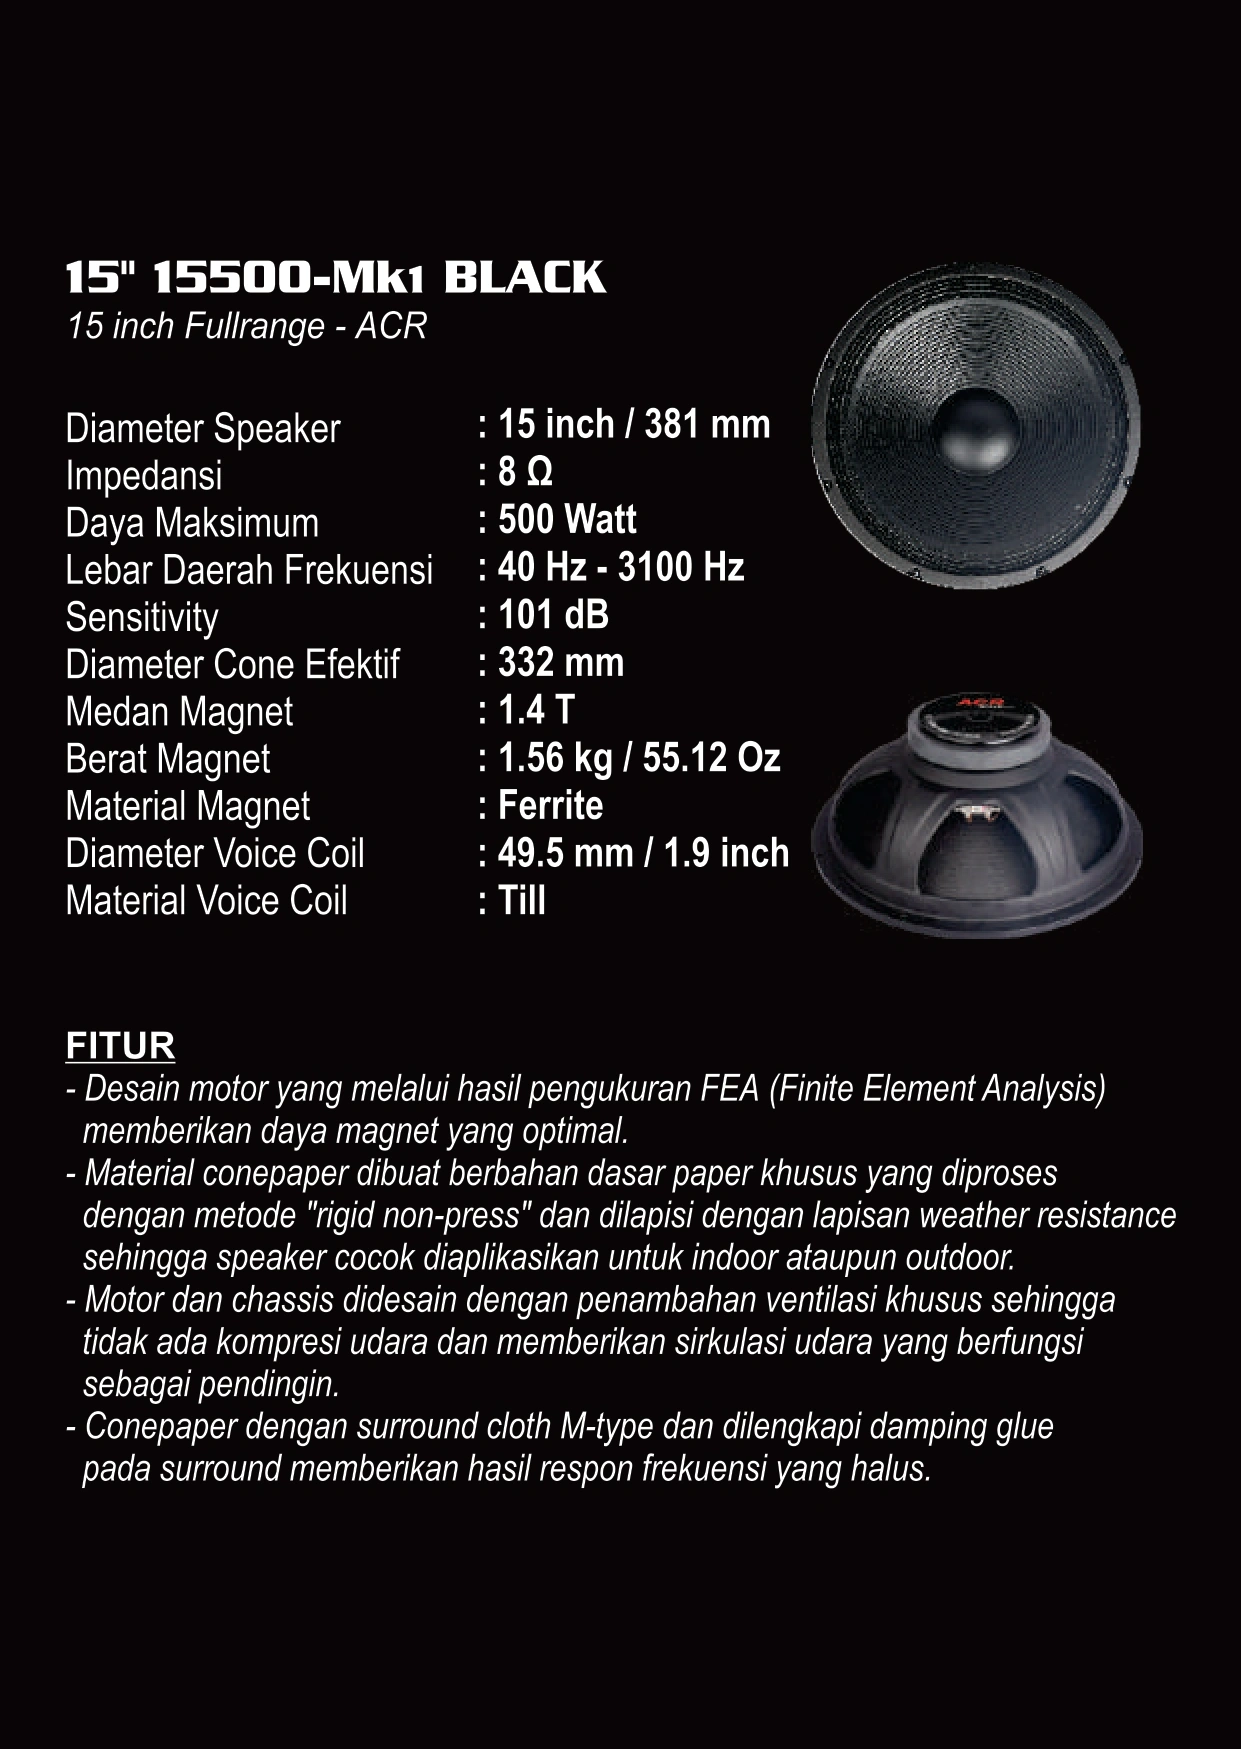 15" 15500-Mk1 BLACK
15 inch Fullrange - ACR
Diameter Speaker : 15 inch / 381 mm
Impedansi : 8 Ω
Daya Maksimum : 500 Watt
Lebar Daerah Frekuensi : 40 Hz - 3100 Hz
Sensitivity : 101 dB
Diameter Cone Efektif : 332 mm
Medan Magnet : 1.4 T
Berat Magnet : 1.56 kg / 55.12 Oz
Material Magnet : Ferrite
Diameter Voice Coil : 49.5 mm / 1.9 inch
Material Voice Coil : Till
ACR
FITUR
- Desain motor yang melalui hasil pengukuran FEA (Finite Element Analysis)
memberikan daya magnet yang optimal.
- Material conepaper dibuat berbahan dasar paper khusus yang diproses
dengan metode "rigid non-press" dan dilapisi dengan lapisan weather resistance
sehingga speaker cocok diaplikasikan untuk indoor ataupun outdoor.
- Motor dan chassis didesain dengan penambahan ventilasi khusus sehingga
tidak ada kompresi udara dan memberikan sirkulasi udara yang berfungsi
sebagai pendingin.
- Conepaper dengan surround cloth M-type dan dilengkapi damping glue
pada surround memberikan hasil respon frekuensi yang halus.